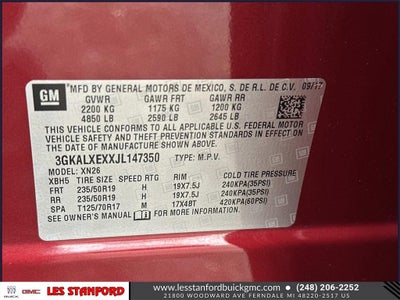 GM
MFD BY GENERAL MOTORS DE MEXICO, S. DE R.L. DE C.V. 09/17
GVWR GAWR FRT GAWR RR
2200 KG 1175 KG 1200 KG
4850 LB 2590 LB 2645 LB
THIS VEHICLE CONFORMS TO ALL APPLICABLE U.S. FEDERAL MOTOR
VEHICLE SAFETY AND THEFT PREVENTION STANDARDS IN
EFFECT ON THE DATE OF MANUFACTURE SHOWN ABOVE.
3GKALXEXXJL147350 TYPE: M.P.V.
MODEL: XN26
XBH5 TIRE SIZE SPEED RTG RIM COLD TIRE PRESSURE
FRT 235/50R19 H 19X7.5J 240KPA(35PSI)
RR 235/50R19 H 19X7.5J 240KPA(35PSI)
SPA T125/70R17 M 17X4BT 420KPA(60PSI)
SEE OWNER'S MANUAL FOR MORE INFORMATION.
BUICK GMC LES STANFORD
www.lesstanfordbuickgmc.com (248) 206-2252
21800 WOODWARD AVE FERNDALE MI 48220-2517 US